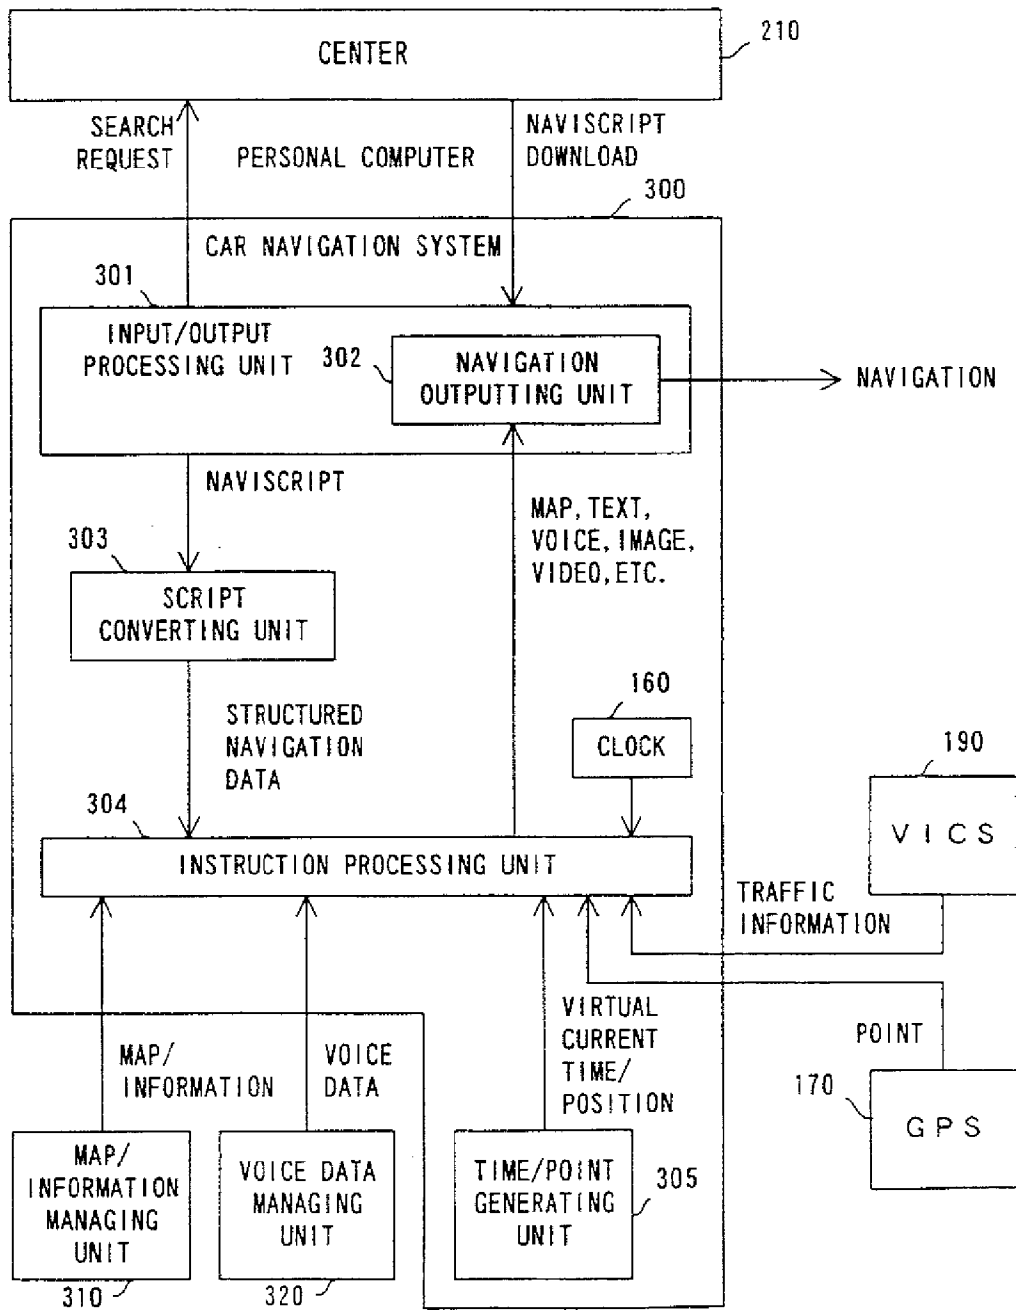 210
CENTER
SEARCH
REQUEST
PERSONAL COMPUTER
NAVISCRIPT
DOWNLOAD
300
CAR NAVIGATION SYSTEM
301
INPUT/OUTPUT
PROCESSING UNIT
302
NAVIGATION
OUTPUTTING UNIT
NAVIGATION
NAVISCRIPT
MAP, TEXT,
VOICE, IMAGE,
VIDEO, ETC.
303
SCRIPT
CONVERTING UNIT
STRUCTURED
NAVIGATION
DATA
160
CLOCK
190
VICS
304
INSTRUCTION PROCESSING UNIT
TRAFFIC
INFORMATION
MAP/
INFORMATION
VOICE
DATA
VIRTUAL
CURRENT
TIME/
POSITION
POINT
170
GPS
MAP/
INFORMATION
MANAGING
UNIT
310
VOICE DATA
MANAGING
UNIT
320
TIME/POINT
GENERATING
UNIT
305